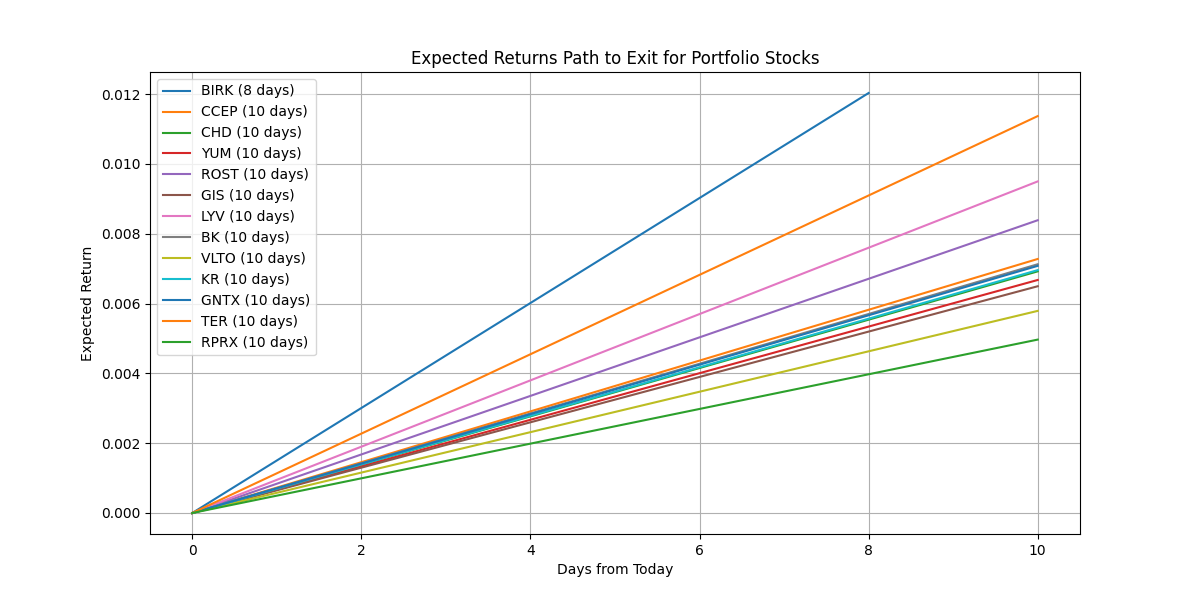 Expected Returns Path to Exit for Portfolio Stocks
BIRK (8 days)
CCEP (10 days)
CHD (10 days)
YUM (10 days)
ROST (10 days)
GIS (10 days)
LYV (10 days)
BK (10 days)
VLTO (10 days)
KR (10 days)
GNTX (10 days)
TER (10 days)
RPRX (10 days)
0.012
0.010
0.008
0.006
0.004
0.002
0.000
Expected Return
0 2 4 6 8 10
Days from Today